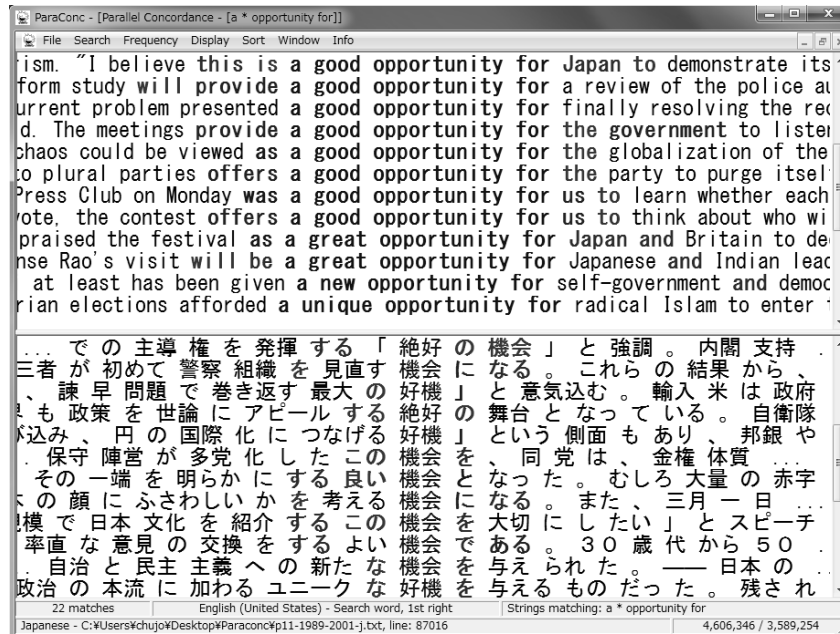 ParaConc - [Parallel Concordance - [a * opportunity for]]
File Search Frequency Display Sort Window Info
ism. "I believe this is a good opportunity for Japan to demonstrate its
form study will provide a good opportunity for a review of the police au
urrent problem presented a good opportunity for finally resolving the rec
d. The meetings provide a good opportunity for the government to listen
chaos could be viewed as a good opportunity for the globalization of the
to plural parties offers a good opportunity for the party to purge itsel
Press Club on Monday was a good opportunity for us to learn whether each
vote, the contest offers a good opportunity for us to think about who wi
praised the festival as a great opportunity for Japan and Britain to de
nse Rao's visit will be a great opportunity for Japanese and Indian leac
at least has been given a new opportunity for self-government and democ
rian elections afforded a unique opportunity for radical Islam to enter
... で の 主導 権 を 発揮 する 「 絶好 の 機会 」 と 強調 。 内閣 支持 .
三者 が 初めて 警察 組織 を 見直す 機会 に なる 。 これら の 結果 から 、
、 諫早 問題 で 巻き返す 最大 の 好機 」 と 意気込む 。 輸入 米 は 政府
も 政策 を 世論 に アピール する 絶好 の 舞台 と なっ て いる 。 自衛隊
込み 、 円 の 国際 化 に つなげる 好機 」 という 側面 も あり 、 邦銀 や
. 保守 陣営 が 多党 化 し た この 機会 を 、 同 党 は 、 金権 体質 ...
その 一端 を 明らか に する 良い 機会 と なっ た 。 むしろ 大量 の 赤字
の 顔 に ふさわしい か を 考える 機会 に なる 。 また 、 三月 一 日 ...
規模 で 日本 文化 を 紹介 する この 機会 を 大切 に し たい 」 と スピーチ
率直 な 意見 の 交換 を する よい 機会 で ある 。 30 歳 代 から 50 .
. 自治 と 民主 主義 へ の 新た な 機会 を 与え られ た 。 ―― 日本 の ..
政治 の 本流 に 加わる ユニーク な 好機 を 与える もの だっ た 。 残さ れ
22 matches English (United States) - Search word, 1st right Strings matching: a * opportunity for
Japanese - C:¥Users¥chujo¥Desktop¥Paraconc¥p11-1989-2001-j.txt, line: 87016 4,606,346 / 3,589,254